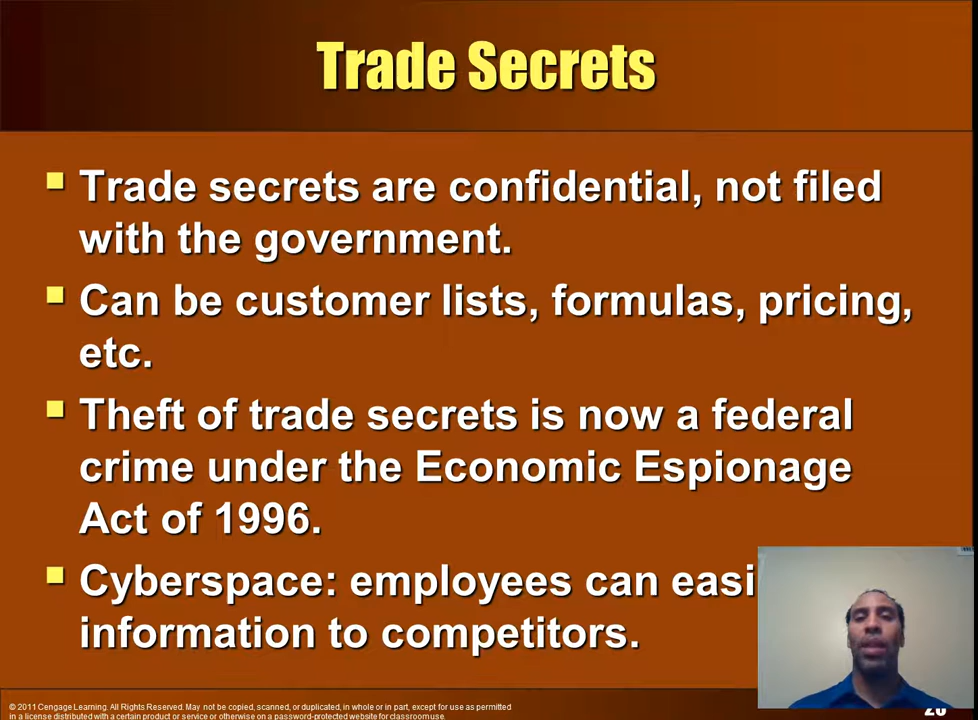 Trade Secrets
Trade secrets are confidential, not filed
with the government.
Can be customer lists, formulas, pricing,
etc.
Theft of trade secrets is now a federal
crime under the Economic Espionage
Act of 1996.
Cyberspace: employees can easi
information to competitors.
© 2011 Cengage Learning. All Rights Reserved. May not be copied, scanned, or duplicated, in whole or in part, except for use as permitted
in a license distributed with a certain product or service or otherwise on a password-protected website for classroom use.